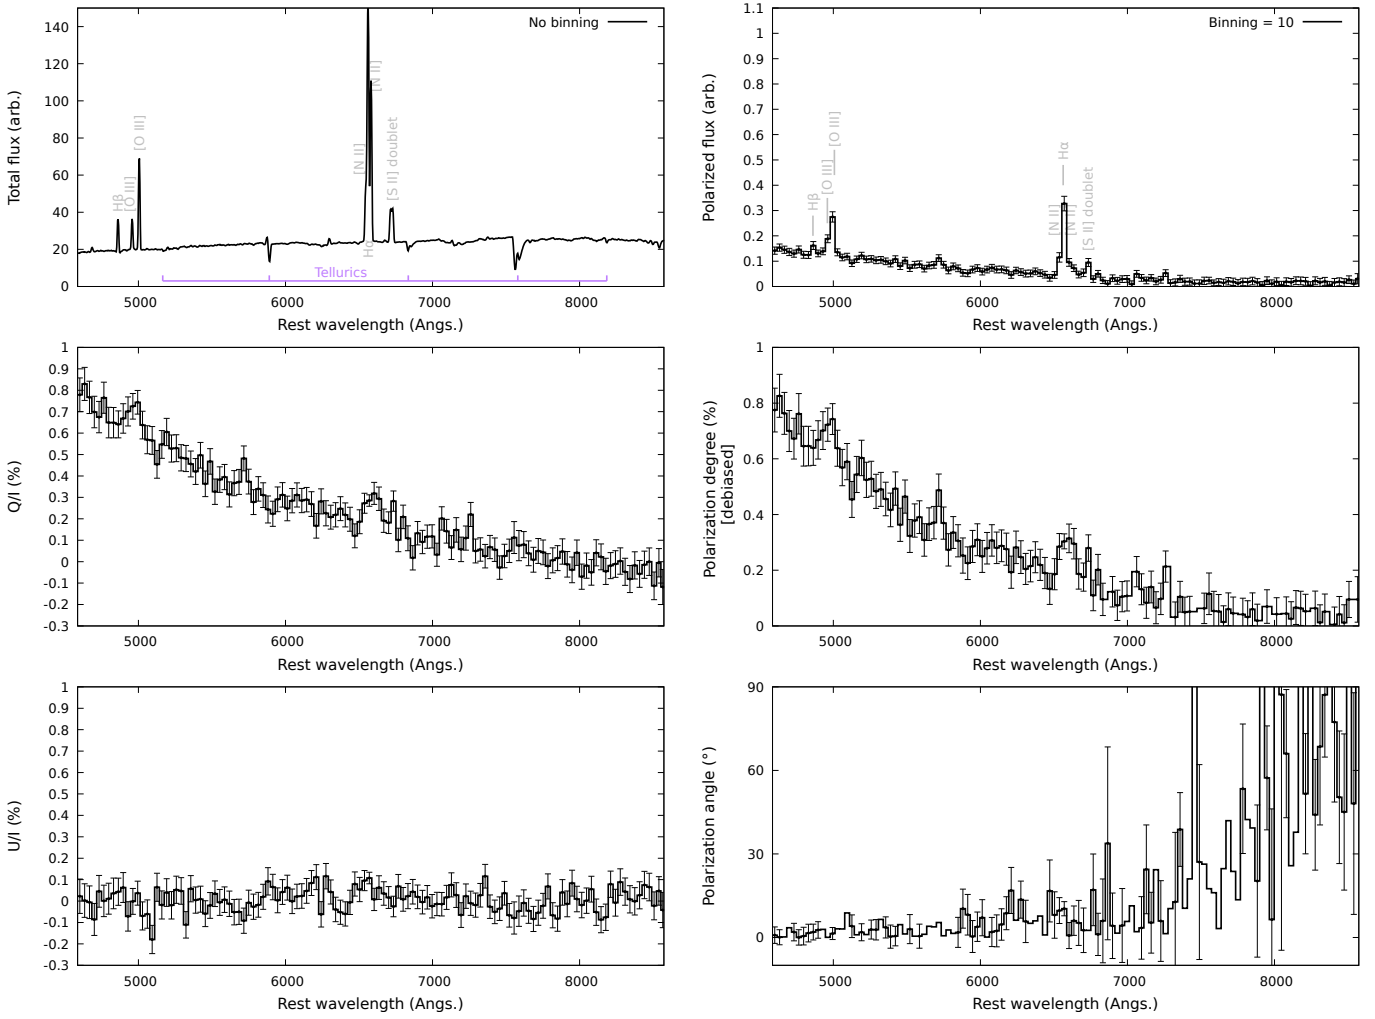 No binning
Total flux (arb.)
150
140
120
100
80
60
40
20
0
Hβ
[O III]
[O III]
[N II]
Hα
[N II]
[S II] doublet
Tellurics
5000
6000
7000
8000
Rest wavelength (Angs.)
Binning = 10
Polarized flux (arb.)
1.1
1
0.9
0.8
0.7
0.6
0.5
0.4
0.3
0.2
0.1
0
Hβ
[O III]
[O III]
[N II]
Hα
[N II]
[S II] doublet
5000
6000
7000
8000
Rest wavelength (Angs.)
Q/I (%)
1
0.9
0.8
0.7
0.6
0.5
0.4
0.3
0.2
0.1
0
-0.1
-0.2
-0.3
5000
6000
7000
8000
Rest wavelength (Angs.)
Polarization degree (%)
[debiased]
1
0.8
0.6
0.4
0.2
0
5000
6000
7000
8000
Rest wavelength (Angs.)
U/I (%)
1
0.9
0.8
0.7
0.6
0.5
0.4
0.3
0.2
0.1
0
-0.1
-0.2
-0.3
5000
6000
7000
8000
Rest wavelength (Angs.)
Polarization angle (°)
90
60
30
0
5000
6000
7000
8000
Rest wavelength (Angs.)